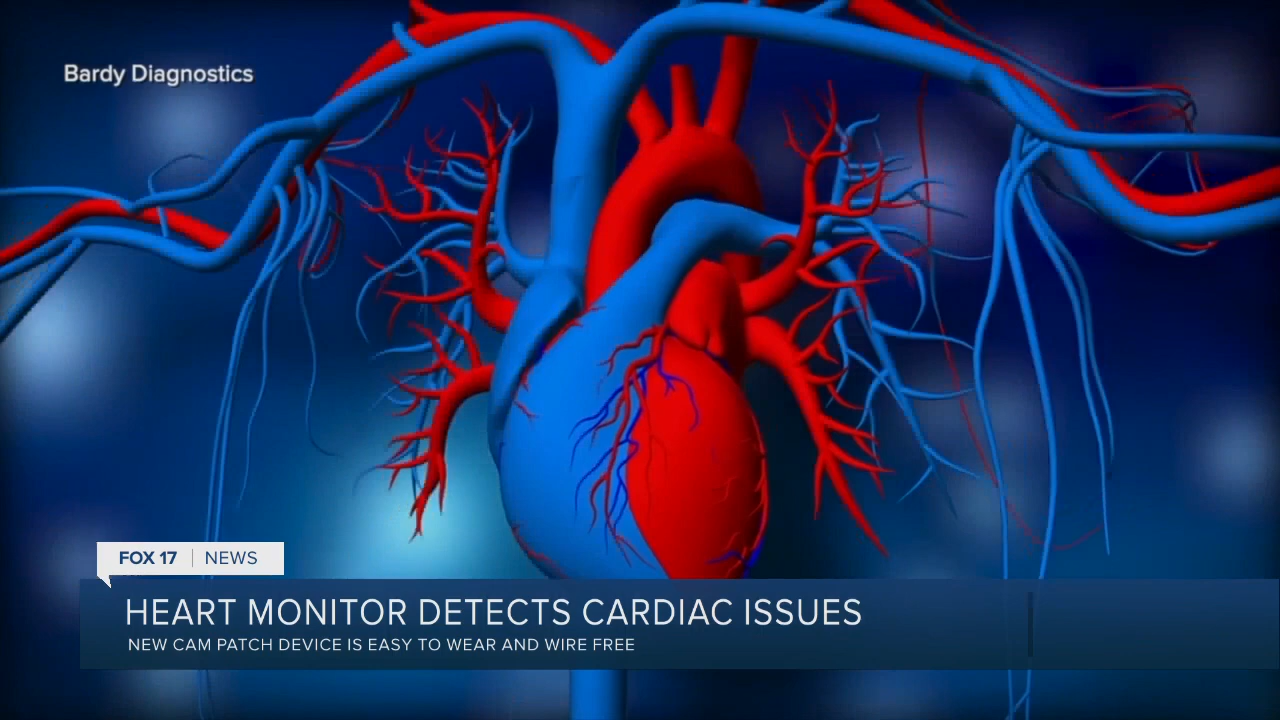 Bardy Diagnostics
FOX 17 | NEWS
HEART MONITOR DETECTS CARDIAC ISSUES
NEW CAM PATCH DEVICE IS EASY TO WEAR AND WIRE FREE